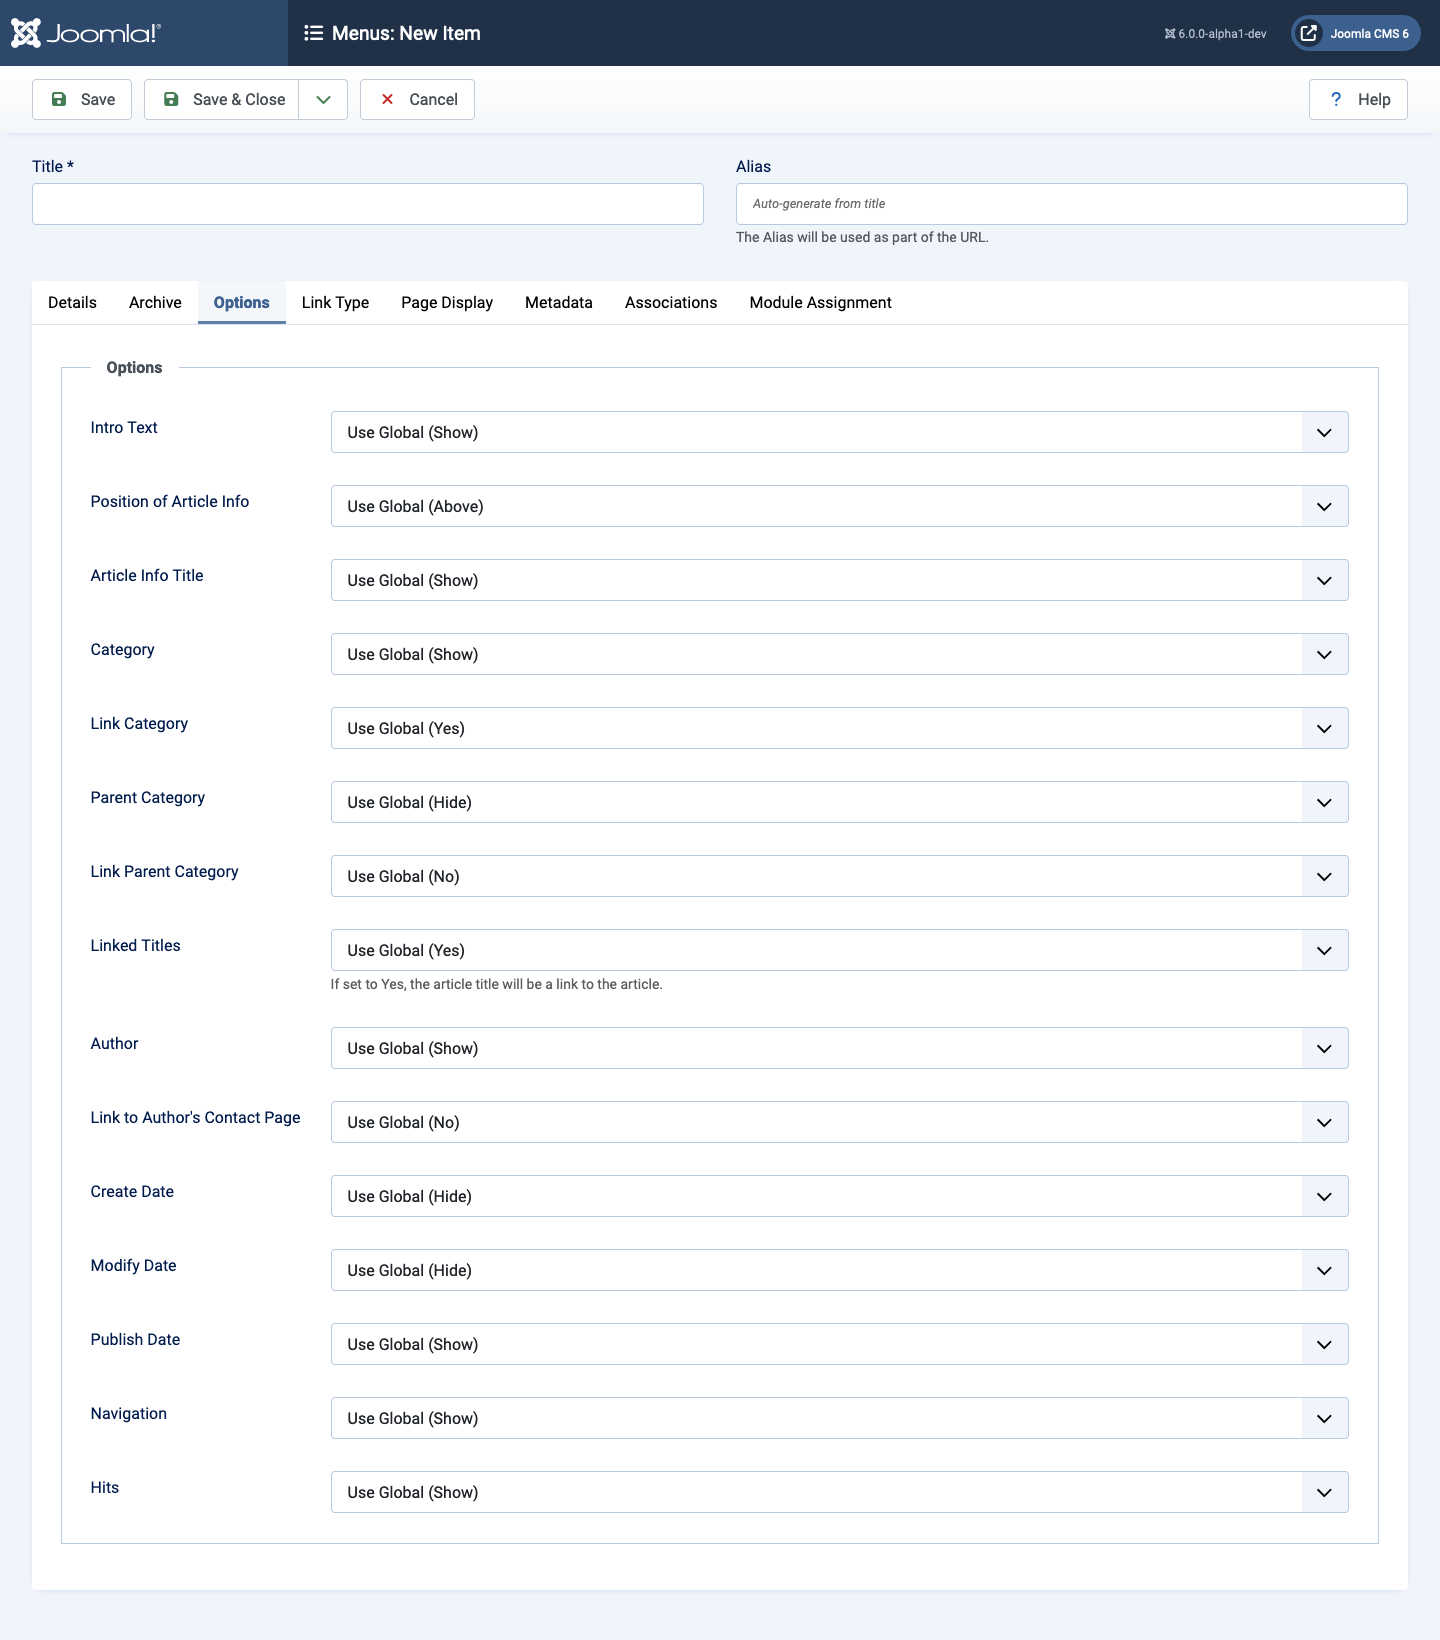 Joomla!®
Menus: New Item
6.0.0-alpha1-dev
Joomla CMS 6
Save
Save & Close
Cancel
? Help
Title *
Alias
Auto-generate from title
The Alias will be used as part of the URL.
Details Archive Options Link Type Page Display Metadata Associations Module Assignment
Options
Intro Text
Use Global (Show)
Position of Article Info
Use Global (Above)
Article Info Title
Use Global (Show)
Category
Use Global (Show)
Link Category
Use Global (Yes)
Parent Category
Use Global (Hide)
Link Parent Category
Use Global (No)
Linked Titles
Use Global (Yes)
If set to Yes, the article title will be a link to the article.
Author
Use Global (Show)
Link to Author's Contact Page
Use Global (No)
Create Date
Use Global (Hide)
Modify Date
Use Global (Hide)
Publish Date
Use Global (Show)
Navigation
Use Global (Show)
Hits
Use Global (Show)